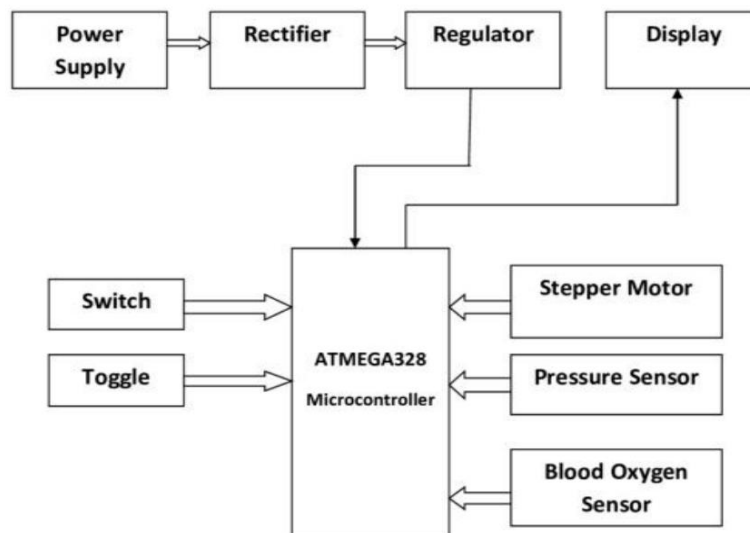 Power
Supply
Rectifier
Regulator
Display
Switch
Toggle
ATMEGA328
Microcontroller
Stepper Motor
Pressure Sensor
Blood Oxygen
Sensor